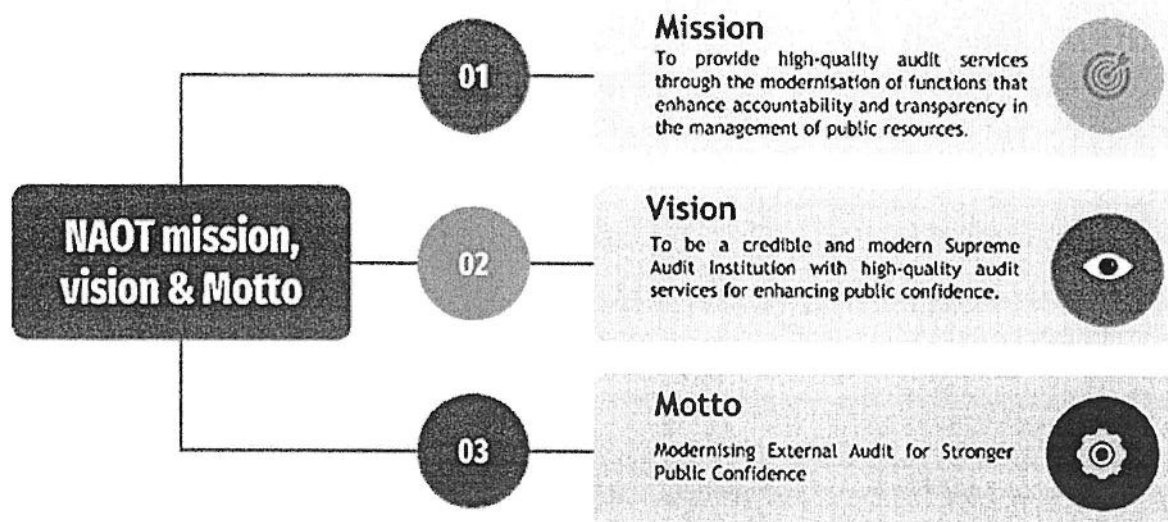 NAOT mission,
vision & Motto
01
Mission
To provide high-quality audit services
through the modernisation of functions that
enhance accountability and transparency in
the management of public resources.
02
Vision
To be a credible and modern Supreme
Audit Institution with high-quality audit
services for enhancing public confidence.
03
Motto
Modernising External Audit for Stronger
Public Confidence